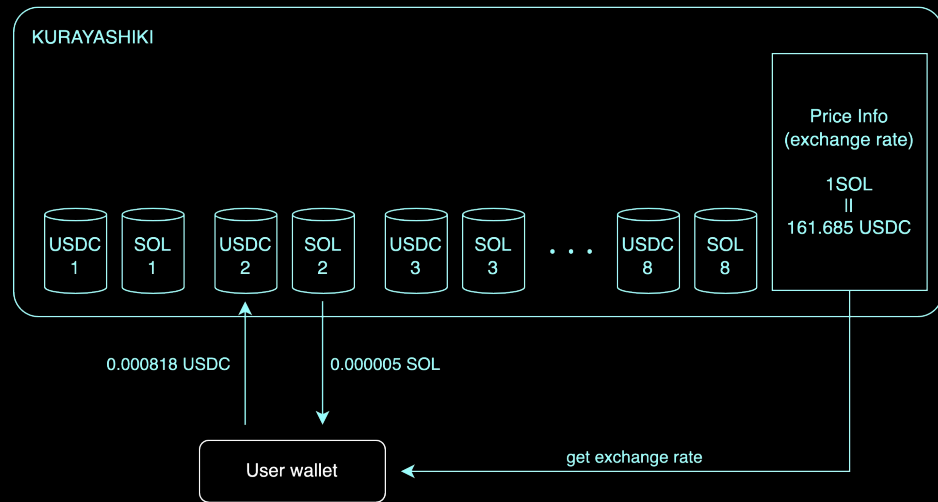 KURAYASHIKI
Price Info
(exchange rate)
1SOL
II
161.685 USDC
USDC
1
SOL
1
USDC
2
SOL
2
USDC
3
SOL
3
. . .
USDC
8
SOL
8
0.000818 USDC
0.000005 SOL
User wallet
get exchange rate